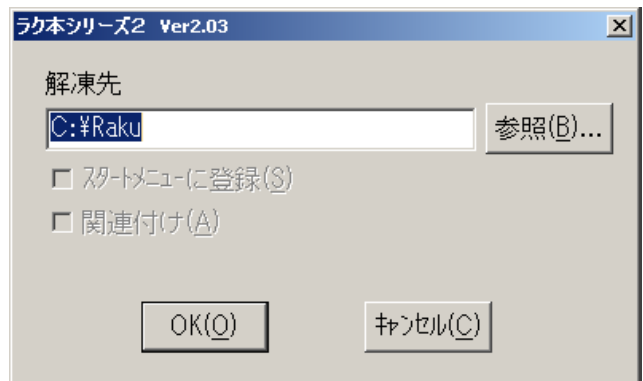 ラク本シリーズ2 Ver2.03
解凍先
C:¥Raku
参照(B)...
スタートメニューに登録(S)
関連付け(A)
OK(O)
キャンセル(C)